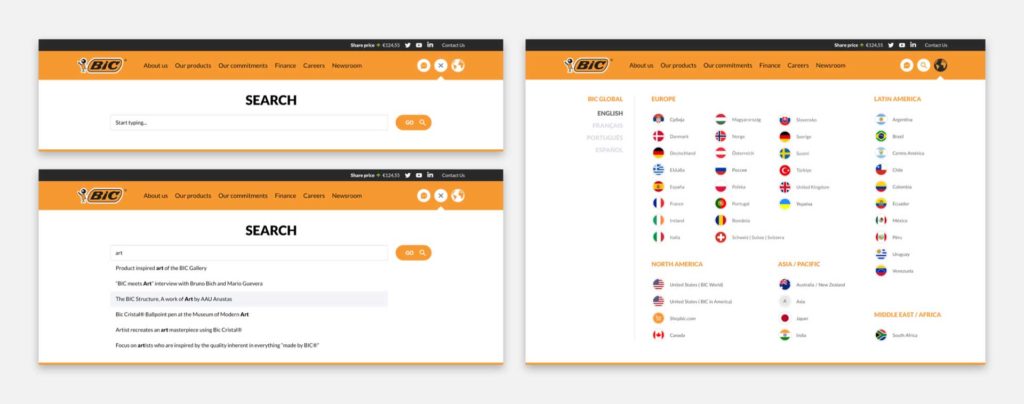 Share price €124,55 Contact Us
BiC
About us Our products Our commitments Finance Careers Newsroom
SEARCH
Start typing...
GO
Share price €124,55 Contact Us
BiC
About us Our products Our commitments Finance Careers Newsroom
SEARCH
art
GO
Product inspired art of the BIC Gallery
"BIC meets Art" interview with Bruno Bich and Mario Guevera
The BIC Structure. A work of Art by AAU Anastas
Bic Cristal® Ballpoint pen at the Museum of Modern Art
Artist recreates an art masterpiece using Bic Cristal®
Focus on artists who are inspired by the quality inherent in everything "made by BIC®"
Share price €124,55 Contact Us
BiC
About us Our products Our commitments Finance Careers Newsroom
BIC GLOBAL
ENGLISH
FRANÇAIS
PORTUGUÊS
ESPAÑOL
EUROPE
Србија
Danmark
Deutschland
Ελλάδα
España
France
Ireland
Italia
Magyarország
Norge
Österreich
Россия
Polska
Portugal
România
Schweiz | Suisse | Svizzera
Slovensko
Sverige
Suomi
Türkiye
United Kingdom
Україна
LATIN AMERICA
Argentina
Brasil
Centro América
Chile
Colombia
Ecuador
México
Peru
Uruguay
Venezuela
NORTH AMERICA
United States ( BIC World)
United States ( BIC in America)
Shopbic.com
Canada
ASIA / PACIFIC
Australia / New Zealand
Asia
Japan
India
MIDDLE EAST / AFRICA
South Africa